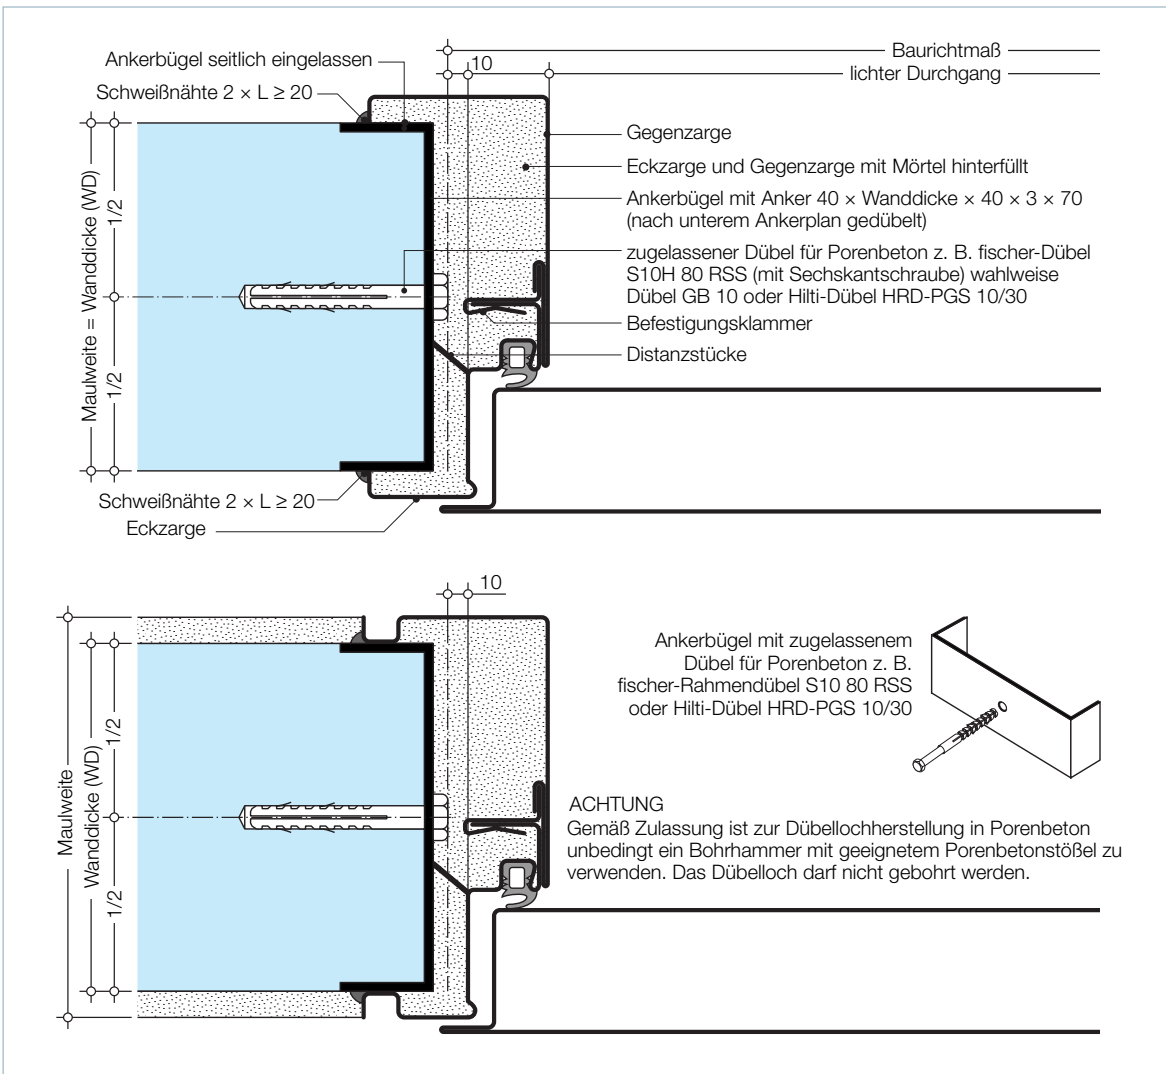 Baurichtmaß
Ankerbügel seitlich eingelassen
10
lichter Durchgang
Schweißnähte 2 × L ≥ 20
Gegenzarge
Eckzarge und Gegenzarge mit Mörtel hinterfüllt
Ankerbügel mit Anker 40 × Wanddicke × 40 × 3 × 70
(nach unterem Ankerplan gedübelt)
zugelassener Dübel für Porenbeton z. B. fischer-Dübel
S10H 80 RSS (mit Sechskantschraube) wahlweise
Dübel GB 10 oder Hilti-Dübel HRD-PGS 10/30
Befestigungsklammer
Distanzstücke
Maulweite = Wanddicke (WD)
1/2
1/2
Schweißnähte 2 × L ≥ 20
Eckzarge
10
Maulweite
Wanddicke (WD)
1/2
1/2
Ankerbügel mit zugelassenem
Dübel für Porenbeton z. B.
fischer-Rahmendübel S10 80 RSS
oder Hilti-Dübel HRD-PGS 10/30
ACHTUNG
Gemäß Zulassung ist zur Dübellochherstellung in Porenbeton
unbedingt ein Bohrhammer mit geeignetem Porenbetonstößel zu
verwenden. Das Dübelloch darf nicht gebohrt werden.